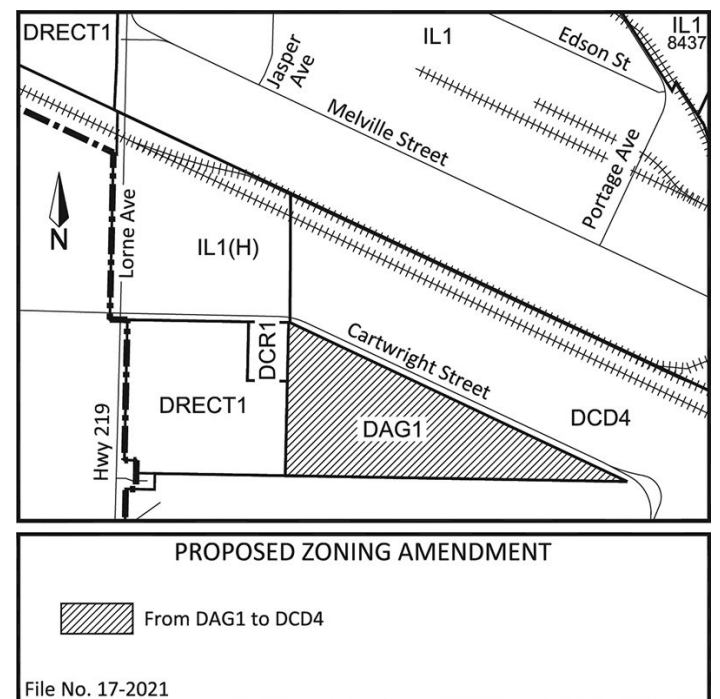 DRECT1
IL1
IL1
8437
Edson St
Jasper
Ave
Melville Street
Portage Ave
Lorne Ave
N
IL1(H)
Cartwright Street
DCR1
DRECT1
DAG1
DCD4
Hwy 219
PROPOSED ZONING AMENDMENT
From DAG1 to DCD4
File No. 17-2021